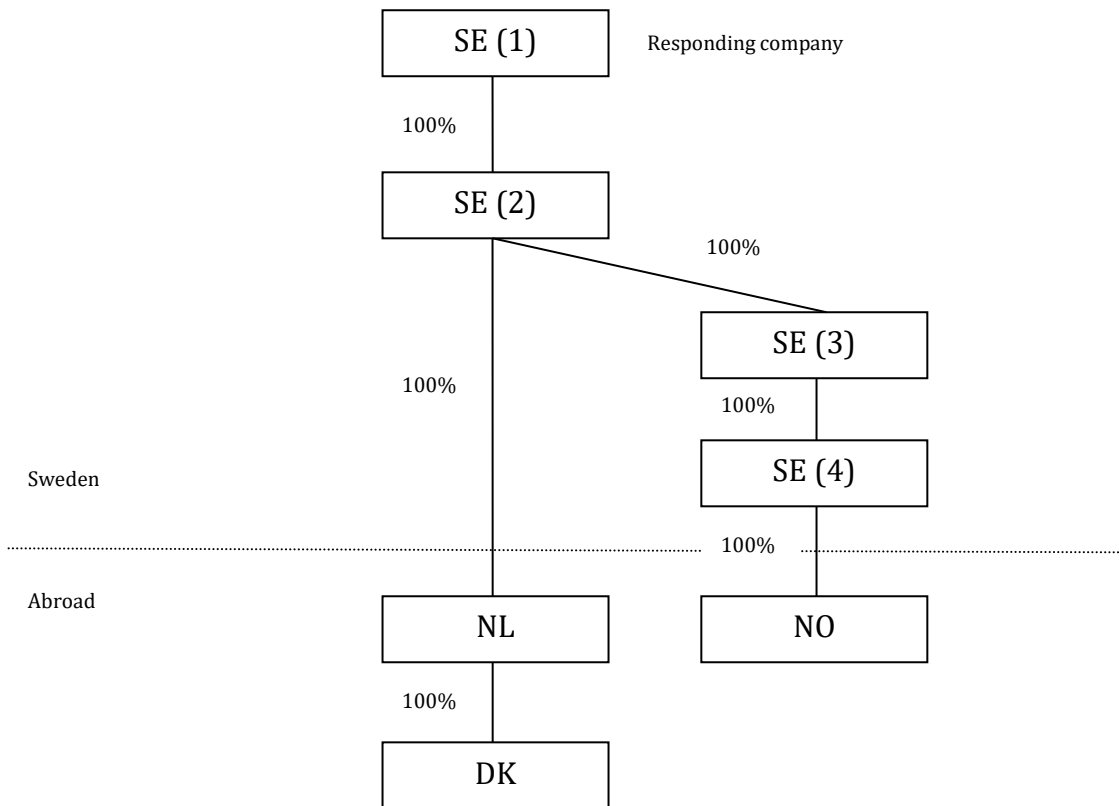 SE (1)
Responding company
100%
SE (2)
100%
SE (3)
100%
100%
SE (4)
Sweden
100%
Abroad
NL
NO
100%
DK